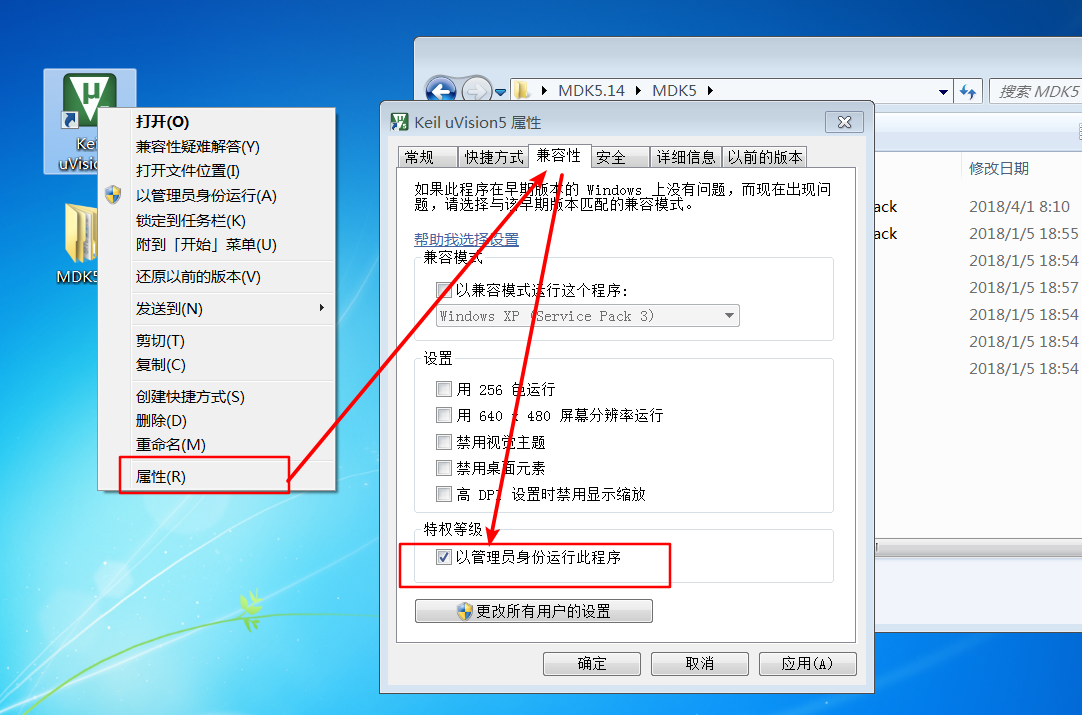 Kei
uVisio
MDK5
打开(O)
兼容性疑难解答(Y)
打开文件位置(I)
以管理员身份运行(A)
锁定到任务栏(K)
附到「开始」菜单(U)
还原以前的版本(V)
发送到(N)
剪切(T)
复制(C)
创建快捷方式(S)
删除(D)
重命名(M)
属性(R)
MDK5.14 MDK5
搜索 MDK5
修改日期
ack 2018/4/1 8:10
ack 2018/1/5 18:55
2018/1/5 18:54
2018/1/5 18:57
2018/1/5 18:54
2018/1/5 18:54
2018/1/5 18:54
Keil uVision5 属性
常规 快捷方式 兼容性 安全 详细信息 以前的版本
如果此程序在早期版本的 Windows 上没有问题，而现在出现问
题，请选择与该早期版本匹配的兼容模式。
帮助我选择设置
兼容模式
以兼容模式运行这个程序:
Windows XP (Service Pack 3)
设置
用 256 色运行
用 640 x 480 屏幕分辨率运行
禁用视觉主题
禁用桌面元素
高 DPI 设置时禁用显示缩放
特权等级
以管理员身份运行此程序
更改所有用户的设置
确定 取消 应用(A)